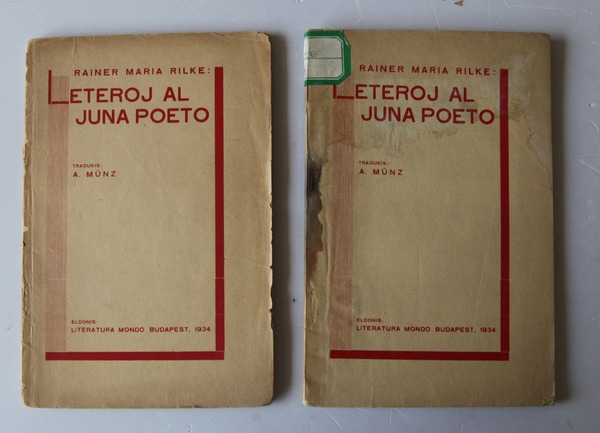 RAINER MARIA RILKE:
LETEROJ AL
JUNA POETO
TRADUKIS:
A. MÜNZ
ELDONIS
LITERATURA MONDO BUDAPEST, 1934
RAINER MARIA RILKE:
LETEROJ AL
JUNA POETO
TRADUKIS:
A. MÜNZ
ELDONIS
LITERATURA MONDO BUDAPEST, 1934